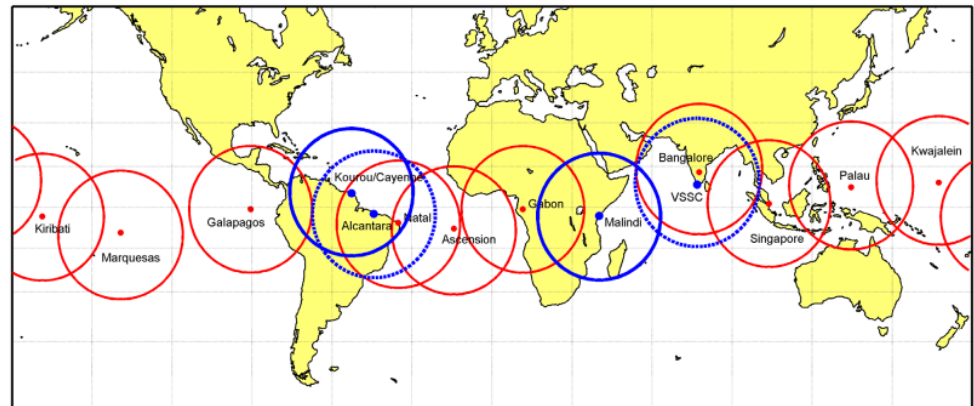 Kwajalein
Bangalore
Kourou/Cayenne
Palau
VSSC
Galapagos
Alcantara
Natal
Gabon
Malindi
Kiribati
Ascension
Singapore
Marquesas